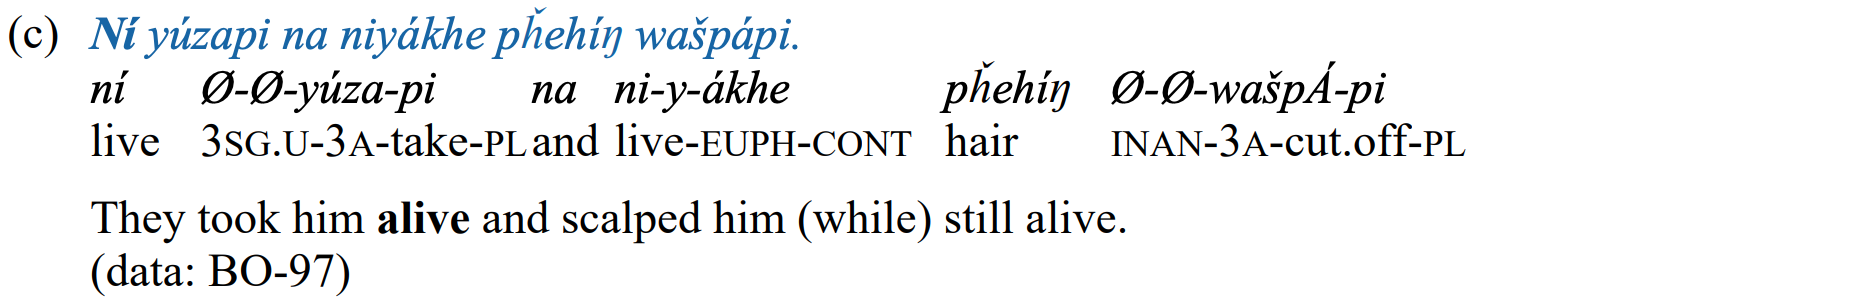 (c) Ní yúzapi na niyákhe pȟehíŋ wašpápi.
ní Ø-Ø-yúza-pi na ni-y-ákhe pȟehíŋ Ø-Ø-wašpÁ-pi
live 3SG.U-3A-take-PL and live-EUPH-CONT hair INAN-3A-cut.off-PL
They took him alive and scalped him (while) still alive.
(data: BO-97)